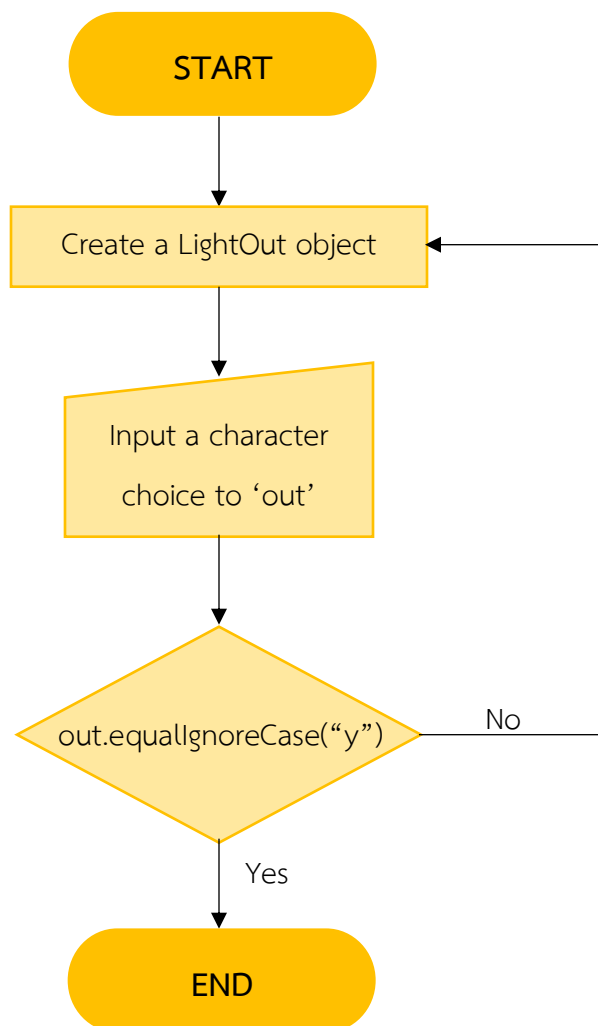 START
Create a LightOut object
Input a character
choice to ‘out’
out.equalIgnoreCase(“y”)
No
Yes
END